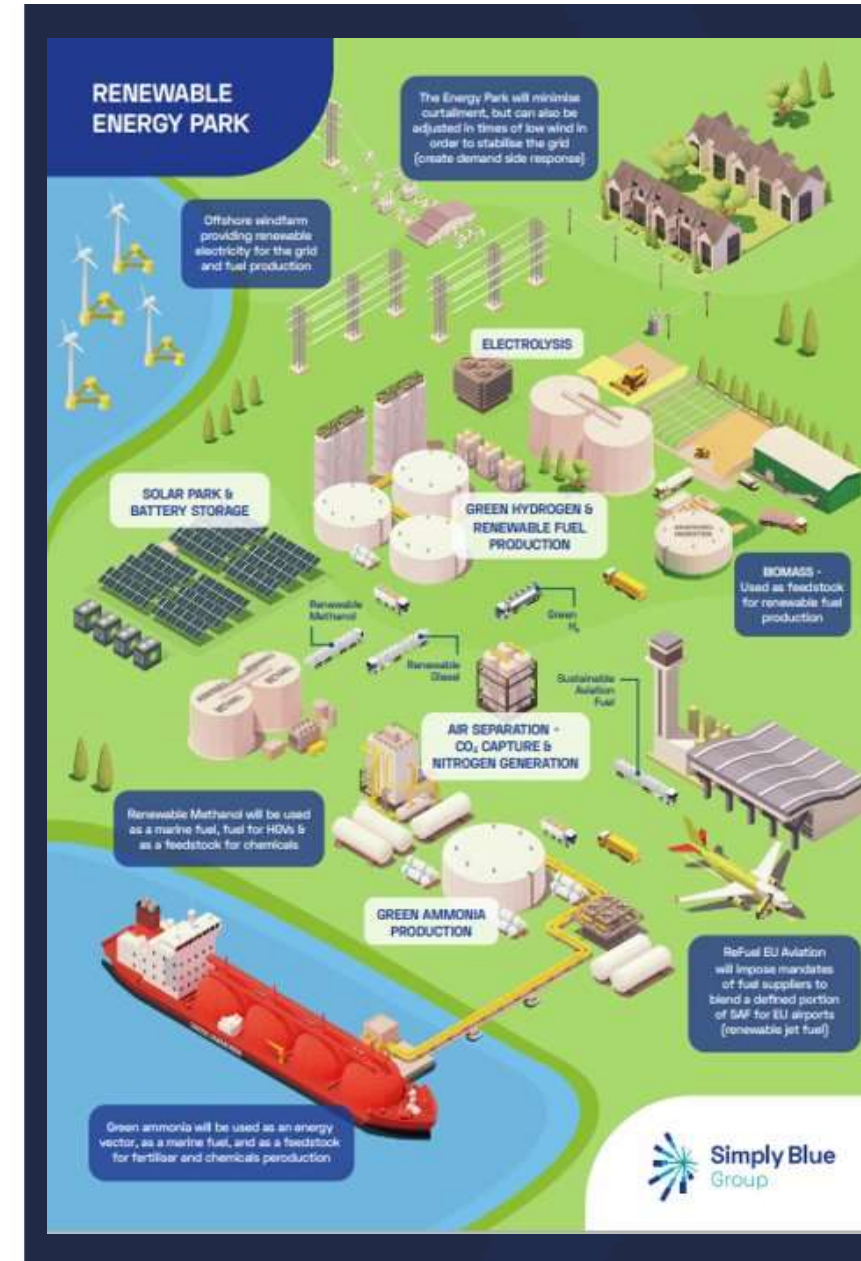 RENEWABLE
ENERGY PARK
The Energy Park will minimise
curtailment, but can also be
adjusted in times of low wind in
order to stabilise the grid
(create demand side response)
Offshore windfarm
providing renewable
electricity for the grid
and fuel production
ELECTROLYSIS
SOLAR PARK &
BATTERY STORAGE
GREEN HYDROGEN &
RENEWABLE FUEL
PRODUCTION
BIOMASS -
Used as feedstock
for renewable fuel
production
Renewable
Methanol
Green
H₂
Renewable
Diesel
Sustainable
Aviation
Fuel
AIR SEPARATION -
CO₂ CAPTURE &
NITROGEN GENERATION
Renewable Methanol will be used
as a marine fuel, fuel for HGVs &
as a feedstock for chemicals
GREEN AMMONIA
PRODUCTION
ReFuel EU Aviation
will impose mandates
of fuel suppliers to
blend a defined portion
of SAF for EU airports
(renewable jet fuel)
Green ammonia will be used as an energy
vector, as a marine fuel, and as a feedstock
for fertiliser and chemicals peroduction
Simply Blue
Group